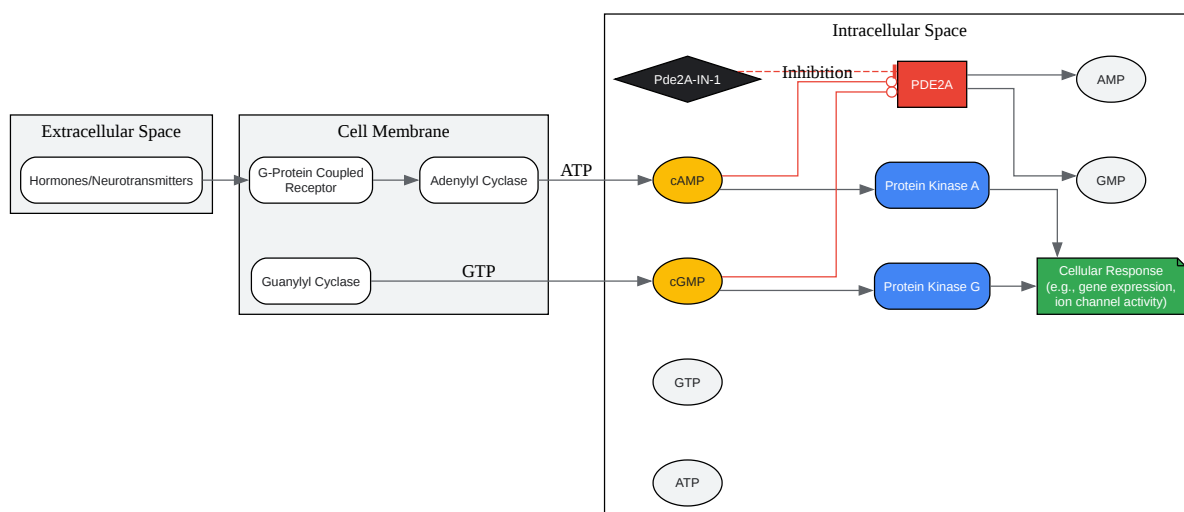 Intracellular Space
Pde2A-IN-1
Inhibition
PDE2A
AMP
Extracellular Space
Cell Membrane
Hormones/Neurotransmitters
G-Protein Coupled
Receptor
Adenylyl Cyclase
ATP
cAMP
Protein Kinase A
GMP
Guanylyl Cyclase
GTP
cGMP
Protein Kinase G
Cellular Response
(e.g., gene expression,
ion channel activity)
GTP
ATP